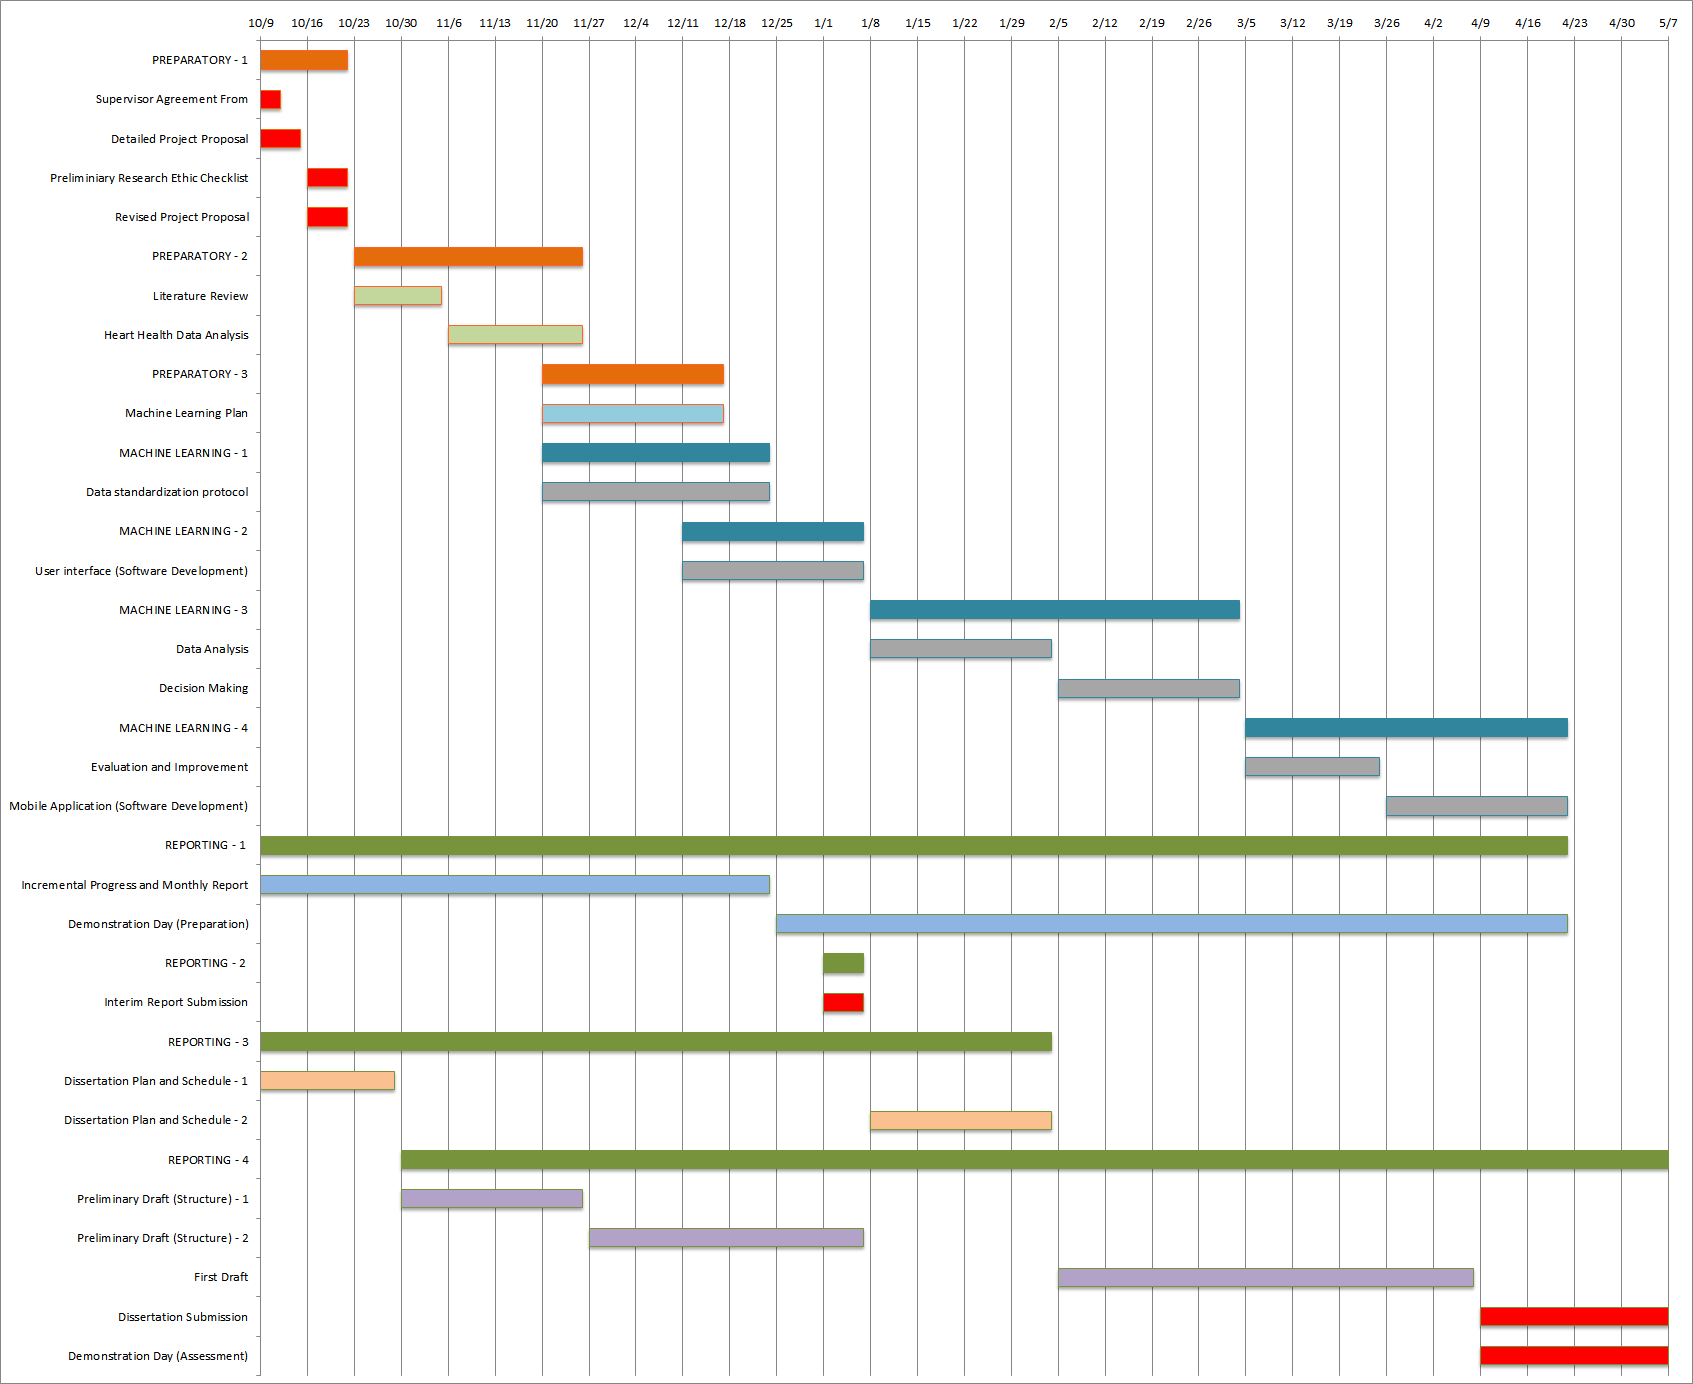 10/9 10/16 10/23 10/30 11/6 11/13 11/20 11/27 12/4 12/11 12/18 12/25 1/1 1/8 1/15 1/22 1/29 2/5 2/12 2/19 2/26 3/5 3/12 3/19 3/26 4/2 4/9 4/16 4/23 4/30 5/7
PREPARATORY - 1
Supervisor Agreement From
Detailed Project Proposal
Preliminiary Research Ethic Checklist
Revised Project Proposal
PREPARATORY - 2
Literature Review
Heart Health Data Analysis
PREPARATORY - 3
Machine Learning Plan
MACHINE LEARNING - 1
Data standardization protocol
MACHINE LEARNING - 2
User interface (Software Development)
MACHINE LEARNING - 3
Data Analysis
Decision Making
MACHINE LEARNING - 4
Evaluation and Improvement
Mobile Application (Software Development)
REPORTING - 1
Incremental Progress and Monthly Report
Demonstration Day (Preparation)
REPORTING - 2
Interim Report Submission
REPORTING - 3
Dissertation Plan and Schedule - 1
Dissertation Plan and Schedule - 2
REPORTING - 4
Preliminary Draft (Structure) - 1
Preliminary Draft (Structure) - 2
First Draft
Dissertation Submission
Demonstration Day (Assessment)